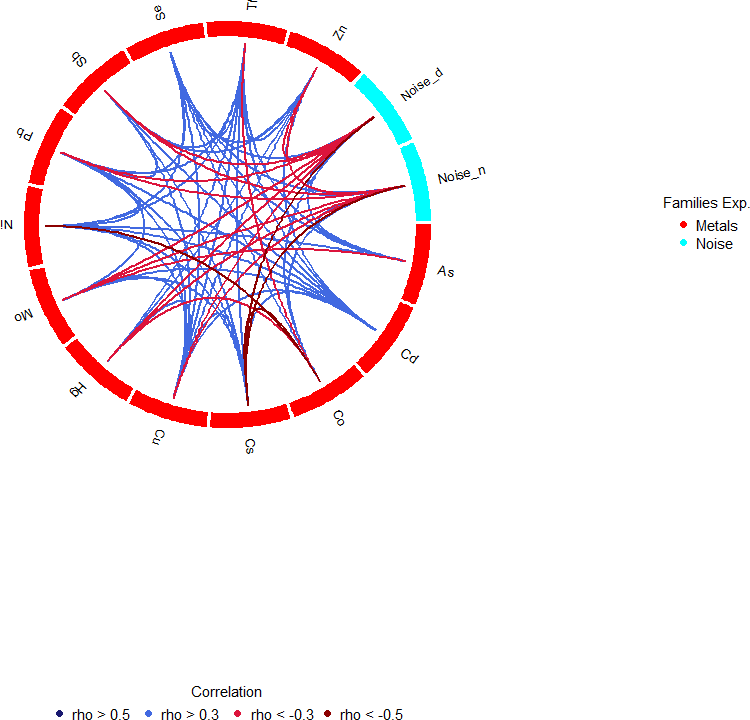 Se
Tl
Zn
Sb
Noise_d
Pb
Noise_n
Ni
As
Mo
Cd
Hg
Co
Cu
Cs
Families Exp.
Metals
Noise
Correlation
rho > 0.5 rho > 0.3 rho < -0.3 rho < -0.5